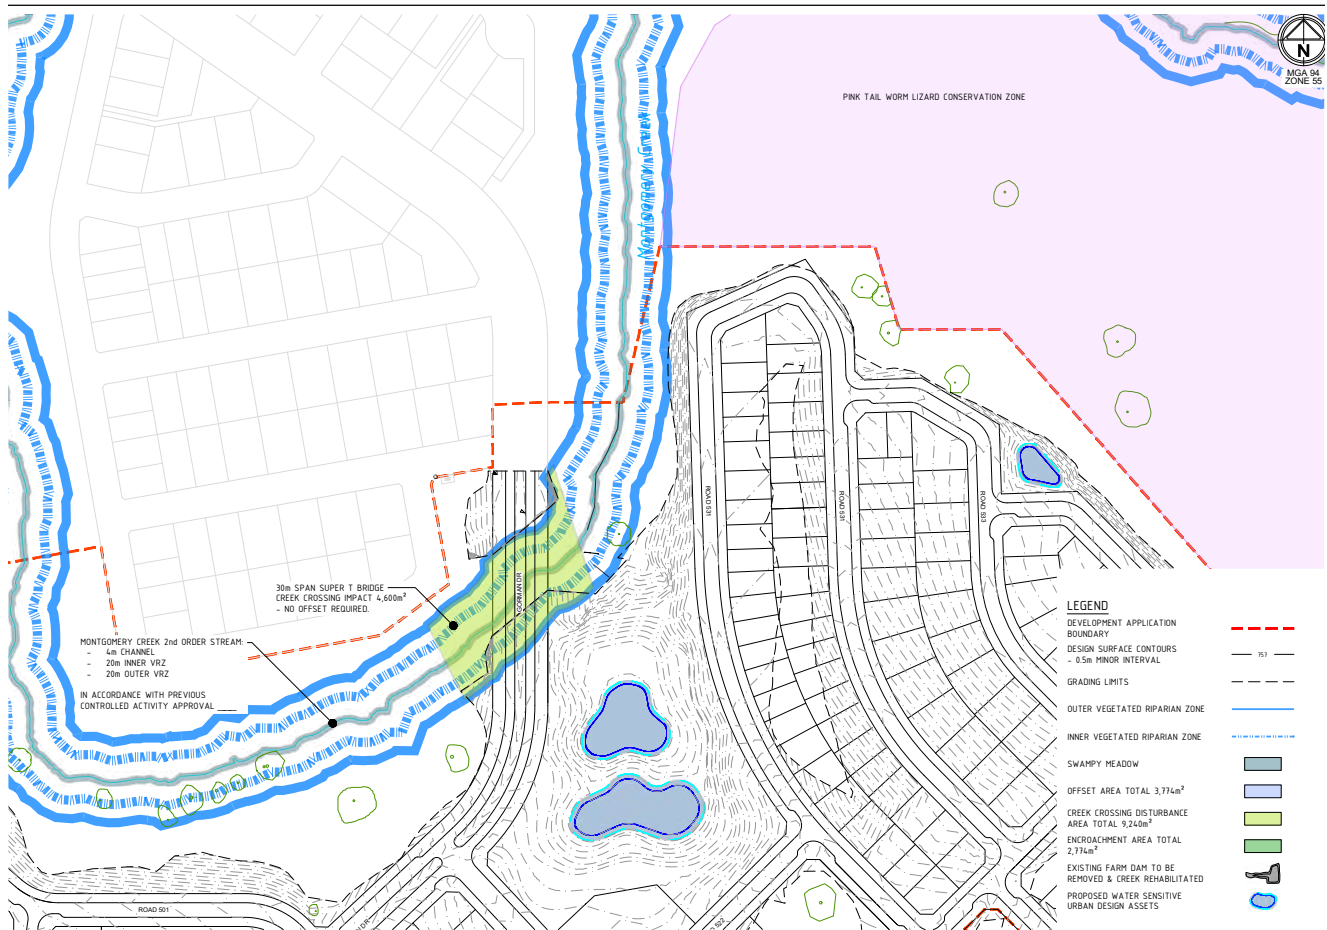 N
MGA 94
ZONE 55
PINK TAIL WORM LIZARD CONSERVATION ZONE
Montgomery Creek
ROAD 531
ROAD 531
ROAD 533
GORMAN DR
30m SPAN SUPER T BRIDGE
CREEK CROSSING IMPACT 4,600m²
- NO OFFSET REQUIRED.
MONTGOMERY CREEK 2nd ORDER STREAM:
- 4m CHANNEL
- 20m INNER VRZ
- 20m OUTER VRZ
IN ACCORDANCE WITH PREVIOUS
CONTROLLED ACTIVITY APPROVAL
LEGEND
DEVELOPMENT APPLICATION
BOUNDARY
DESIGN SURFACE CONTOURS
- 0.5m MINOR INTERVAL
757
GRADING LIMITS
OUTER VEGETATED RIPARIAN ZONE
INNER VEGETATED RIPARIAN ZONE
SWAMPY MEADOW
OFFSET AREA TOTAL 3,774m²
CREEK CROSSING DISTURBANCE
AREA TOTAL 9,240m²
ENCROACHMENT AREA TOTAL
2,774m²
EXISTING FARM DAM TO BE
REMOVED & CREEK REHABILITATED
PROPOSED WATER SENSITIVE
URBAN DESIGN ASSETS
ROAD 501
DR
522